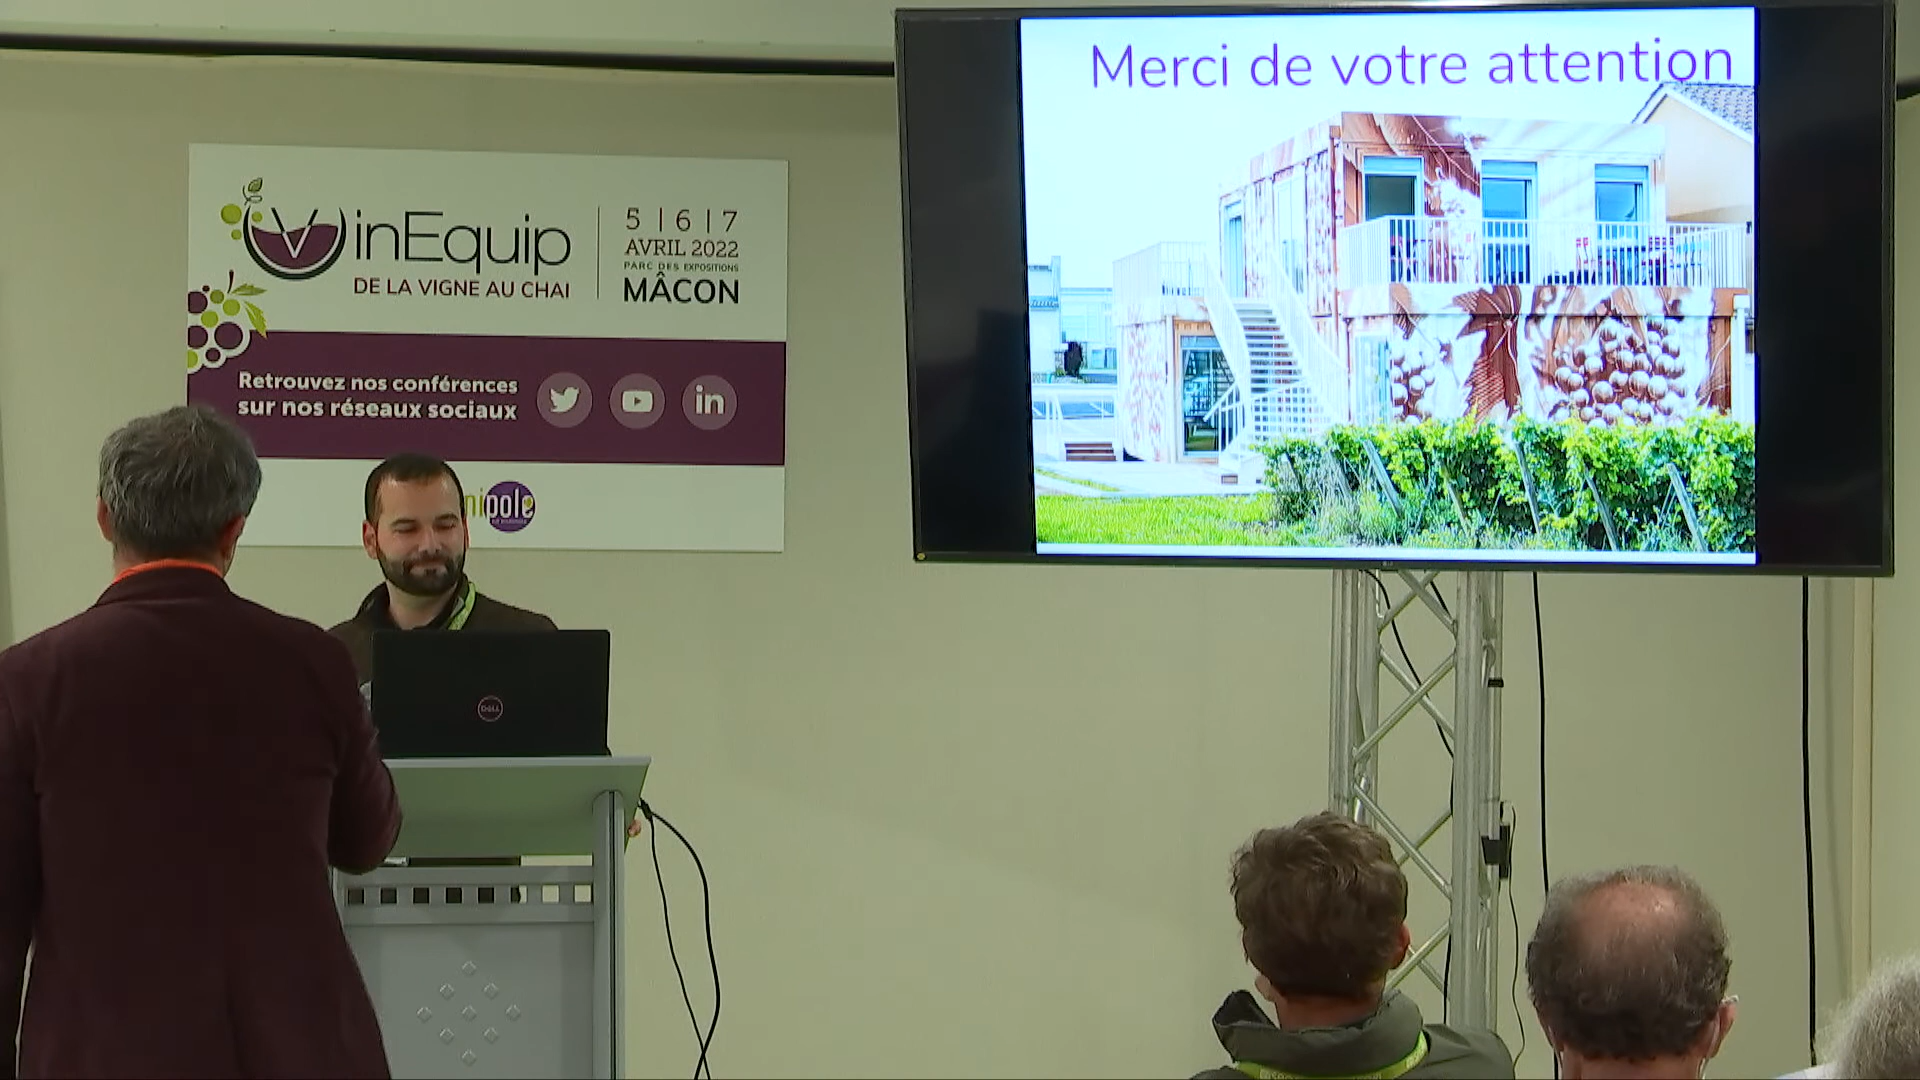 Merci de votre attention
VinEquip
DE LA VIGNE AU CHAI
5 | 6 | 7
AVRIL 2022
PARC DES EXPOSITIONS
MÂCON
Retrouvez nos conférences
sur nos réseaux sociaux
in
nipole
DELL